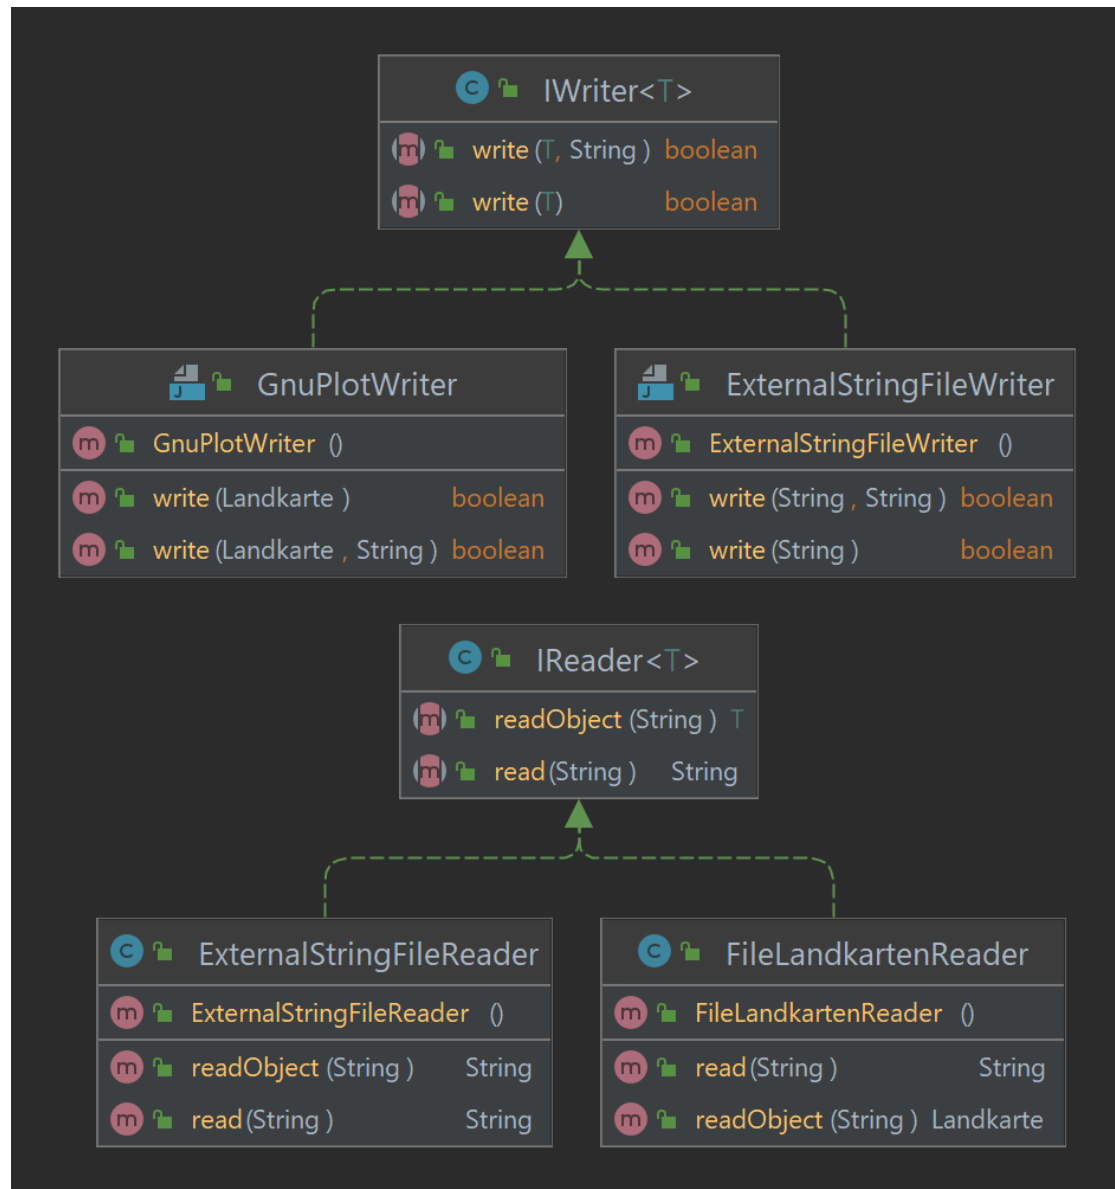 IWriter<T>
write(T, String) boolean
write(T) boolean
GnuPlotWriter
GnuPlotWriter ()
write(Landkarte) boolean
write(Landkarte, String) boolean
ExternalStringFileWriter
ExternalStringFileWriter ()
write(String, String) boolean
write(String) boolean
IReader<T>
readObject(String) T
read(String) String
ExternalStringFileReader
ExternalStringFileReader ()
readObject(String) String
read(String) String
FileLandkartenReader
FileLandkartenReader ()
read(String) String
readObject(String) Landkarte